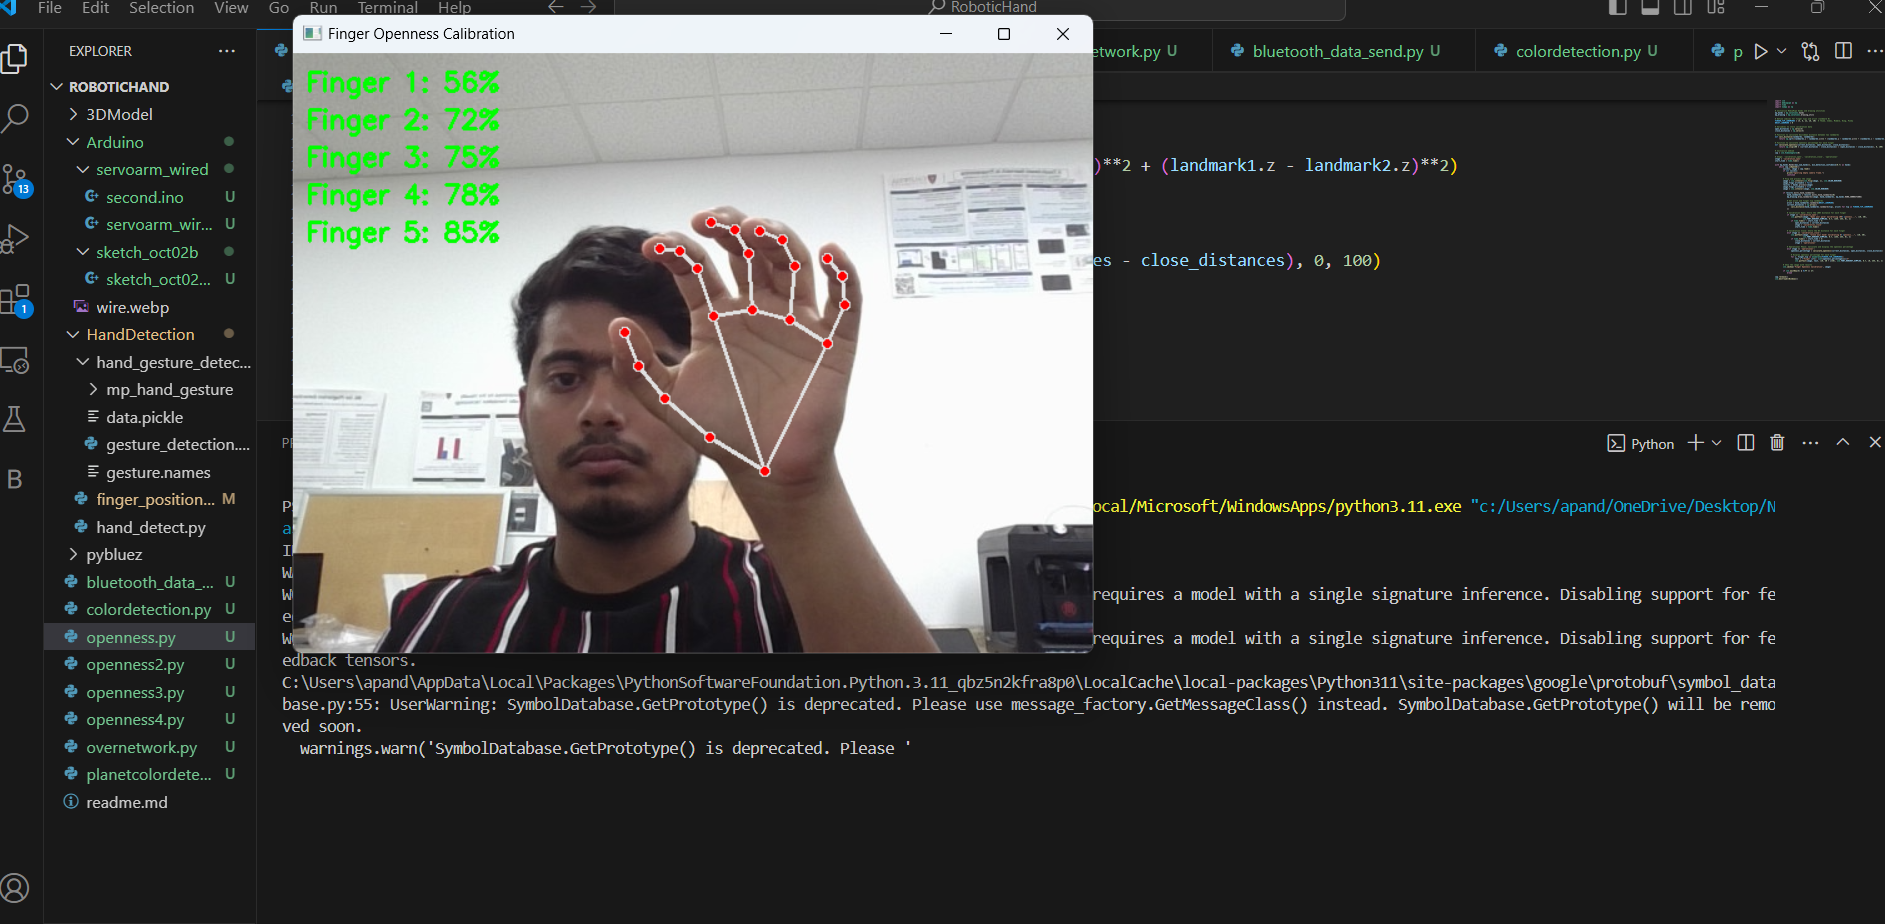 File Edit Selection View Go Run Terminal Help
RoboticHand
EXPLORER
ROBOTICHAND
3DModel
Arduino
servoarm_wired
second.ino U
servoarm_wir... U
sketch_oct02b
sketch_oct02... U
wire.webp
HandDetection
hand_gesture_detec...
mp_hand_gesture
data.pickle
gesture_detection....
gesture.names
finger_position... M
hand_detect.py
pybluez
bluetooth_data_... U
colordetection.py U
openness.py U
openness2.py U
openness3.py U
openness4.py U
overnetwork.py U
planetcolordete... U
readme.md
13
1
B
Finger Openness Calibration
Finger 1: 56%
Finger 2: 72%
Finger 3: 75%
Finger 4: 78%
Finger 5: 85%
etwork.py U
bluetooth_data_send.py U
colordetection.py U
p
)**2 + (landmark1.z - landmark2.z)**2)
es - close_distances), 0, 100)
Python
ocal/Microsoft/WindowsApps/python3.11.exe "c:/Users/apand/OneDrive/Desktop/N
requires a model with a single signature inference. Disabling support for fe
requires a model with a single signature inference. Disabling support for fe
edback tensors.
C:\Users\apand\AppData\Local\Packages\PythonSoftwareFoundation.Python.3.11_qbz5n2kfra8p0\LocalCache\local-packages\Python311\site-packages\google\protobuf\symbol_data
base.py:55: UserWarning: SymbolDatabase.GetPrototype() is deprecated. Please use message_factory.GetMessageClass() instead. SymbolDatabase.GetPrototype() will be remo
ved soon.
warnings.warn('SymbolDatabase.GetPrototype() is deprecated. Please '